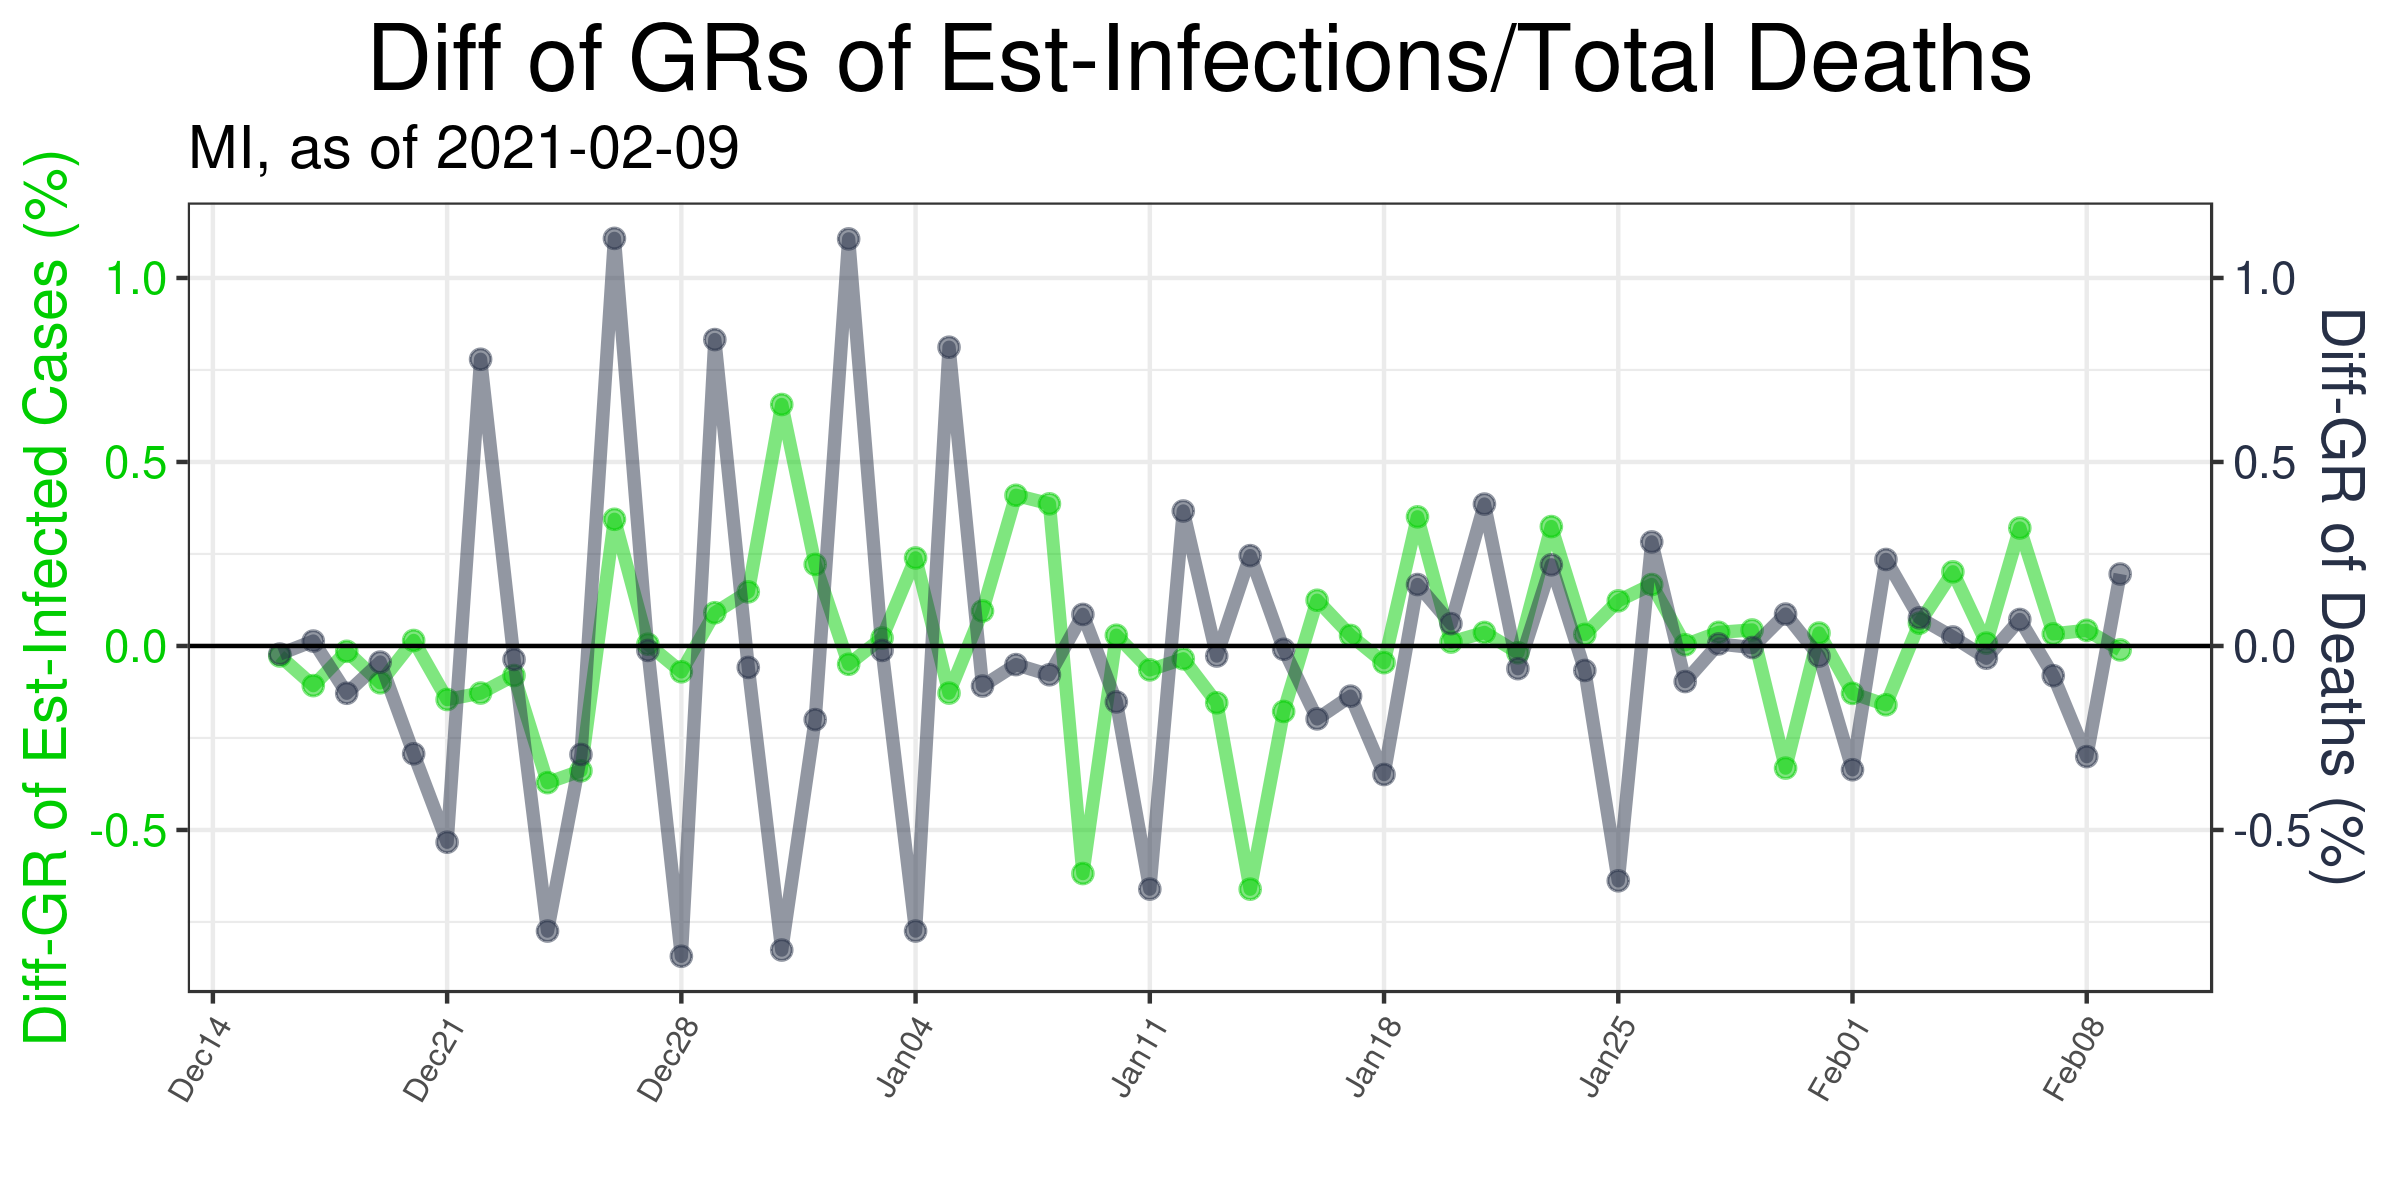 Diff of GRs of Est-Infections/Total Deaths
MI, as of 2021-02-09
Diff-GR of Est-Infected Cases (%)
1.0
0.5
0.0
-0.5
1.0
0.5
0.0
-0.5
Diff-GR of Deaths (%)
Dec14 Dec21 Dec28 Jan04 Jan11 Jan18 Jan25 Feb01 Feb08